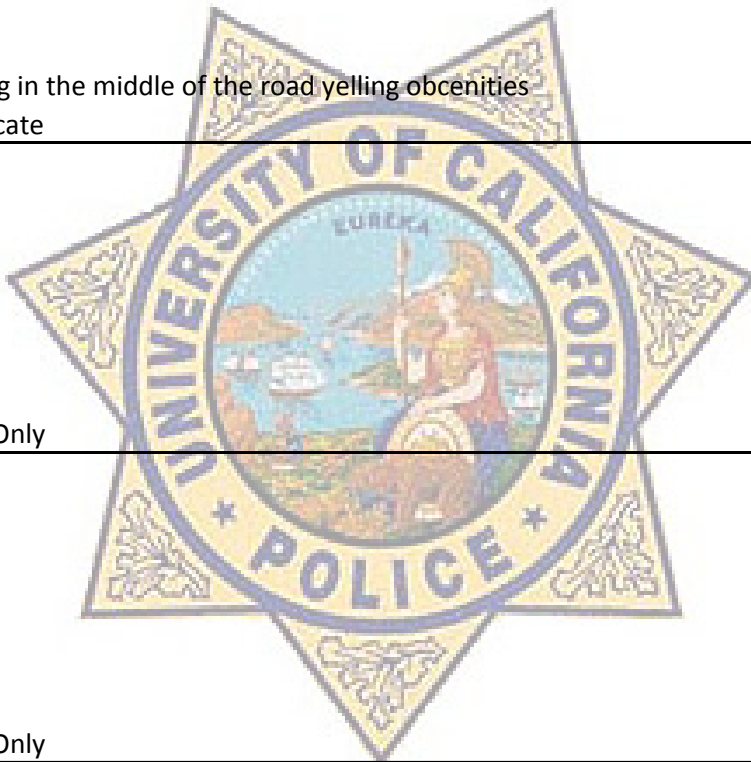 g in the middle of the road yelling obcenities
cate
UNIVERSITY OF CALIFORNIA
EUREKA
Only
POLICE
Only